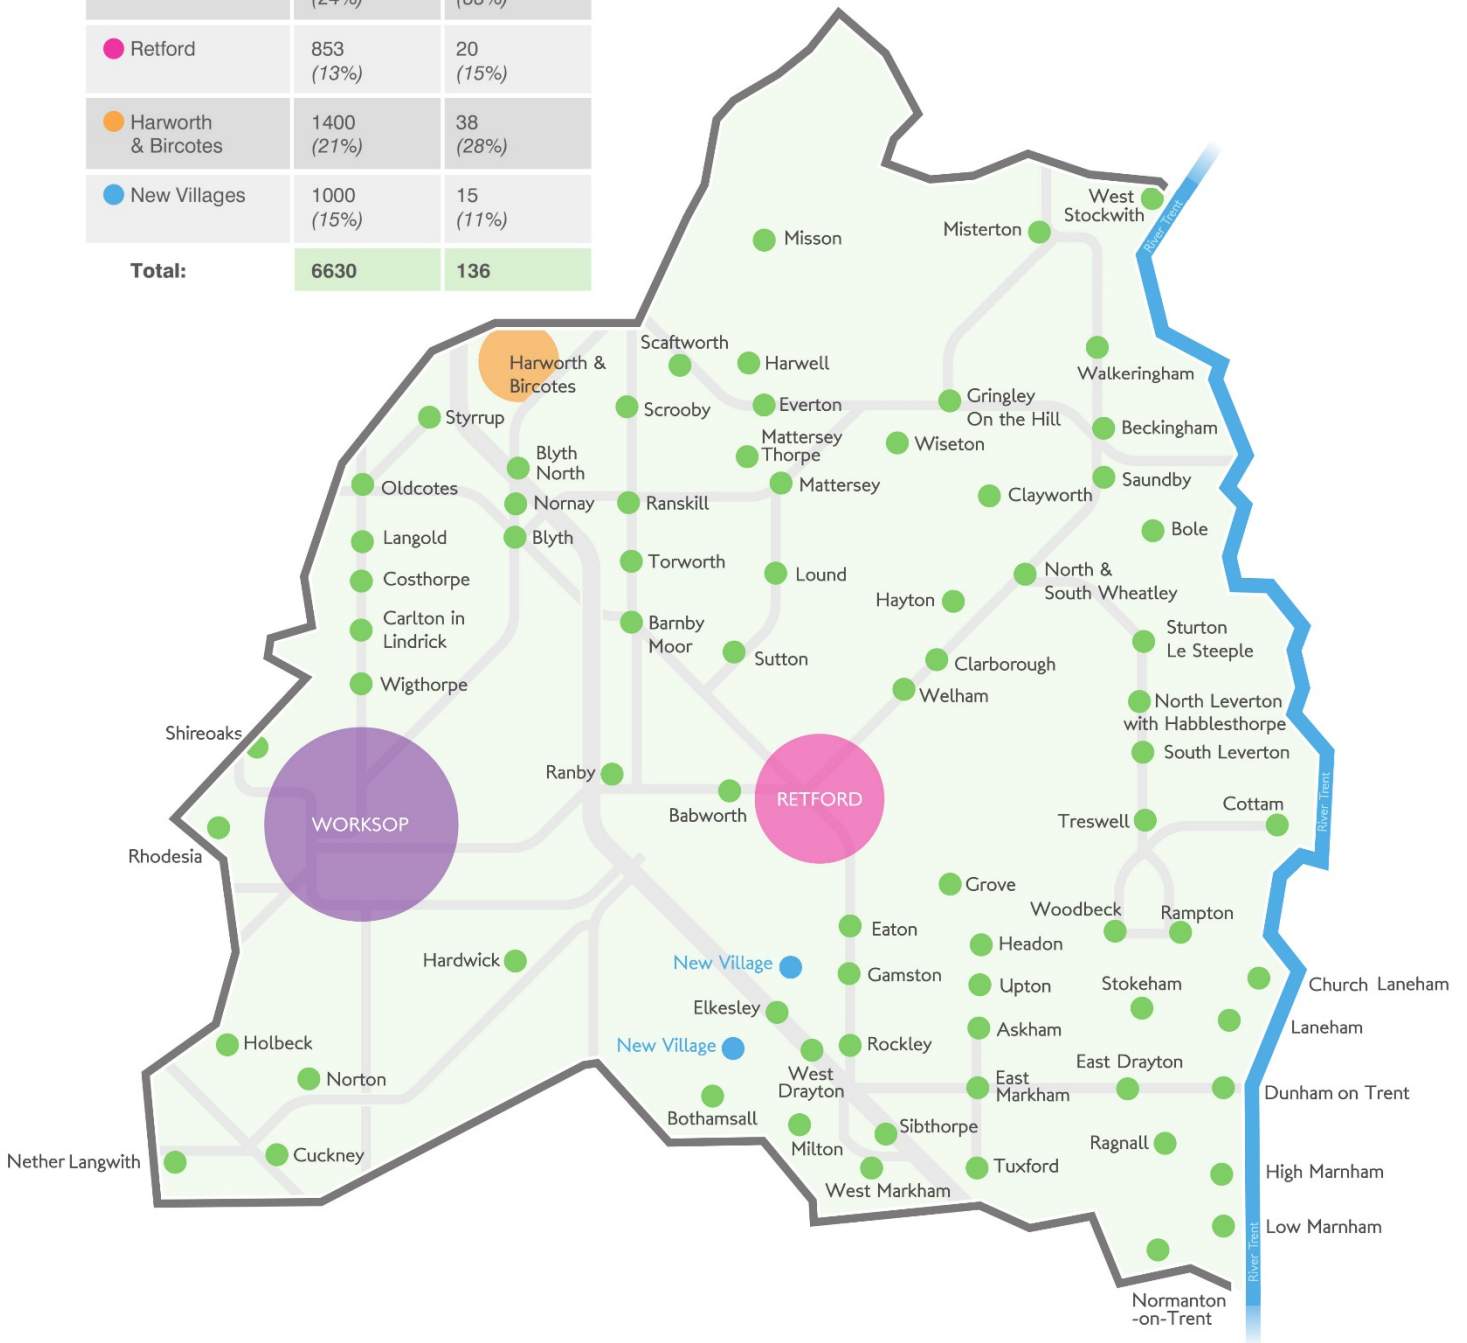 (24%) (33%)
Retford 853 20
(13%) (15%)
Harworth 1400 38
& Bircotes (21%) (28%)
New Villages 1000 15
(15%) (11%)
Total: 6630 136
West
Stockwith
River Trent
Misterton
Misson
Scaftworth
Harwell
Harworth &
Bircotes
Walkeringham
Everton
Scrooby
Gringley
On the Hill
Styrrup
Beckingham
Mattersey
Thorpe
Wiseton
Blyth
North
Saundby
Oldcotes
Mattersey
Clayworth
Nornay
Ranskill
Bole
Langold
Blyth
Torworth
Costhorpe
Lound
North &
South Wheatley
Hayton
Carlton in
Lindrick
Barnby
Moor
Sturton
Le Steeple
Sutton
Clarborough
Wigthorpe
Welham
North Leverton
with Habblesthorpe
Shireoaks
South Leverton
Ranby
RETFORD
River Trent
Cottam
Babworth
WORKSOP
Treswell
Rhodesia
Grove
Woodbeck
Rampton
Eaton
Headon
Hardwick
New Village
Gamston
Upton
Stokeham
Church Laneham
Elkesley
Askham
Laneham
Holbeck
New Village
Rockley
East Drayton
Norton
West
Drayton
East
Markham
Dunham on Trent
Bothamsall
Sibthorpe
Ragnall
Milton
Cuckney
Nether Langwith
Tuxford
High Marnham
West Markham
Low Marnham
River Trent
Normanton
-on-Trent